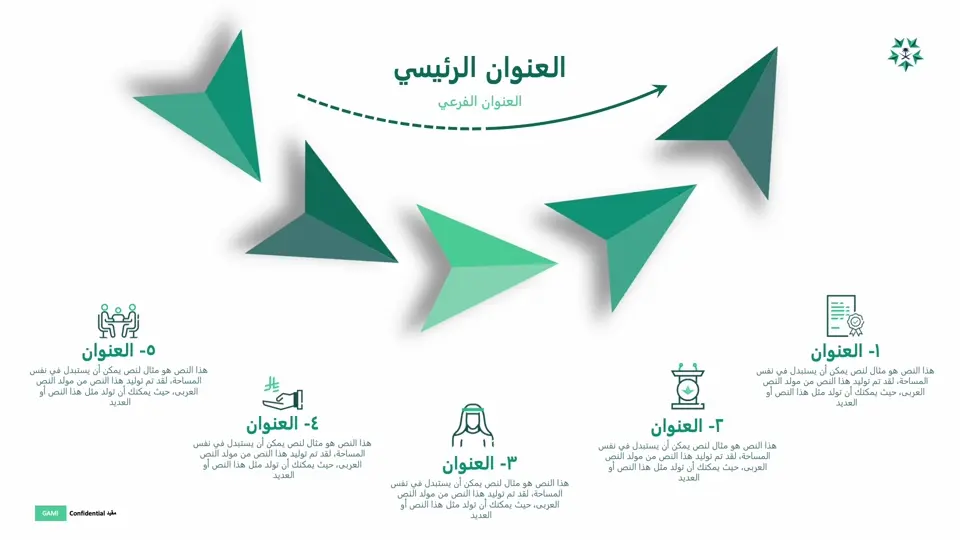 العنوان الرئيسي
العنوان الفرعي
١- العنوان
هذا النص هو مثال لنص يمكن أن يستبدل في نفس
المساحة، لقد تم توليد هذا النص من مولد النص
العربى، حيث يمكنك أن تولد مثل هذا النص أو
العديد
٢- العنوان
هذا النص هو مثال لنص يمكن أن يستبدل في نفس
المساحة، لقد تم توليد هذا النص من مولد النص
العربى، حيث يمكنك أن تولد مثل هذا النص أو
العديد
٣- العنوان
هذا النص هو مثال لنص يمكن أن يستبدل في نفس
المساحة، لقد تم توليد هذا النص من مولد النص
العربى، حيث يمكنك أن تولد مثل هذا النص أو
العديد
٤- العنوان
هذا النص هو مثال لنص يمكن أن يستبدل في نفس
المساحة، لقد تم توليد هذا النص من مولد النص
العربى، حيث يمكنك أن تولد مثل هذا النص أو
العديد
٥- العنوان
هذا النص هو مثال لنص يمكن أن يستبدل في نفس
المساحة، لقد تم توليد هذا النص من مولد النص
العربى، حيث يمكنك أن تولد مثل هذا النص أو
العديد
GAMI Confidential مقيد